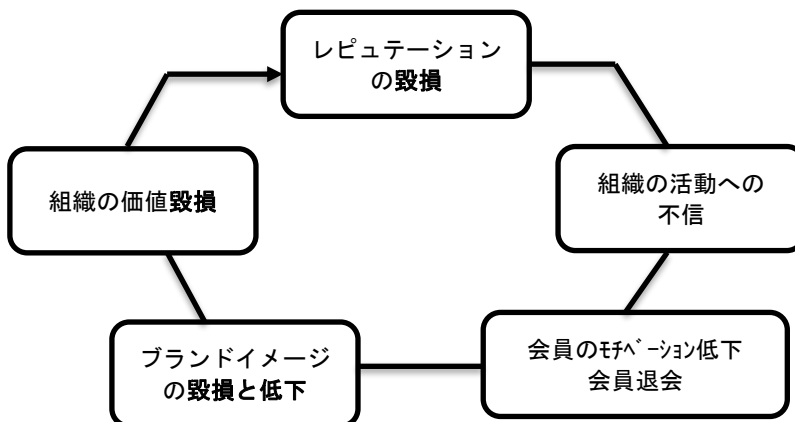 レピュテーション
の毀損
組織の活動への
不信
会員のﾓﾁﾍﾞｰｼｮﾝ低下
会員退会
ブランドイメージ
の毀損と低下
組織の価値毀損